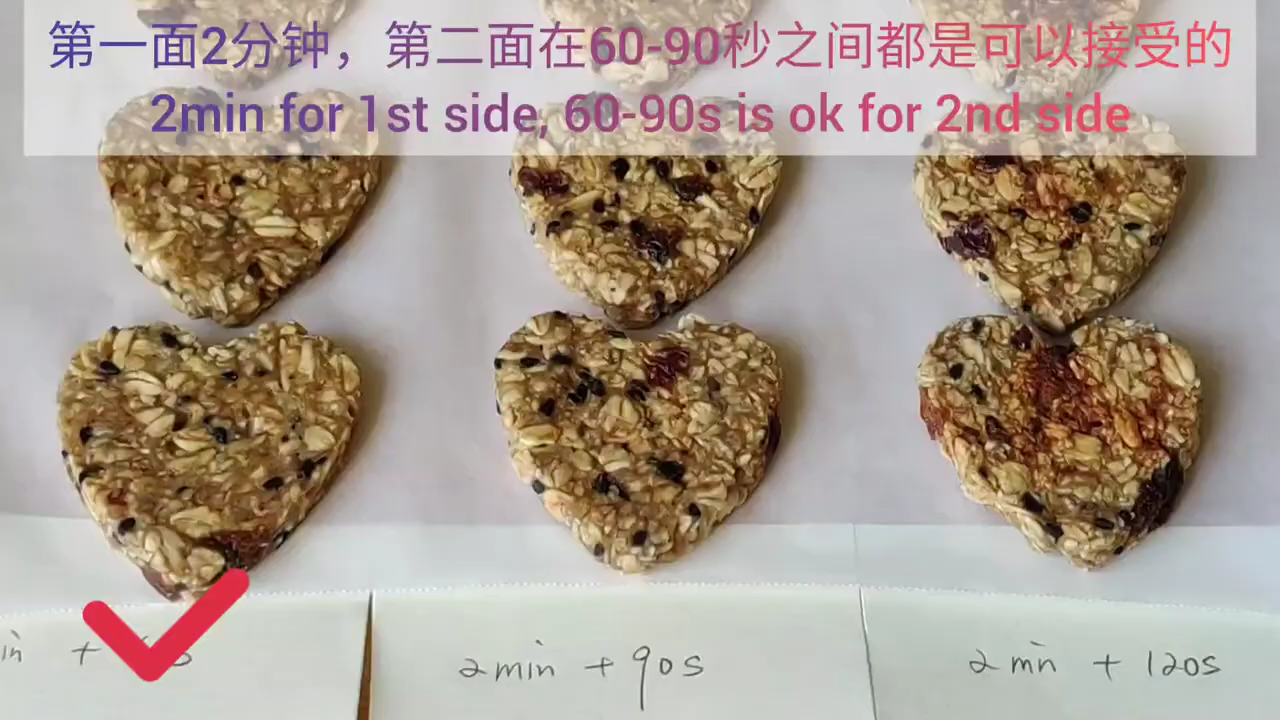 第一面2分钟，第二面在60-90秒之间都是可以接受的
2min for 1st side, 60-90s is ok for 2nd side
2min + 90s
2min + 120s